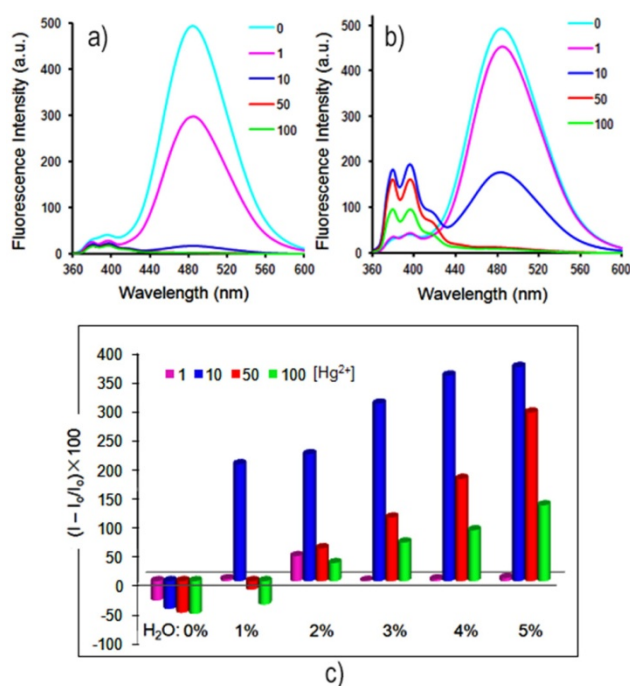 a)
500
400
300
200
100
0
Fluorescence Intensity (a.u.)
0
1
10
50
100
360 400 440 480 520 560 600
Wavelength (nm)
b)
500
400
300
200
100
0
Fluorescence Intensity (a.u.)
0
1
10
50
100
360 400 440 480 520 560 600
Wavelength (nm)
400
350
300
250
200
150
100
50
0
-50
-100
(I – I₀/I₀)×100
1 10 50 100 [Hg²⁺]
H₂O: 0% 1% 2% 3% 4% 5%
c)